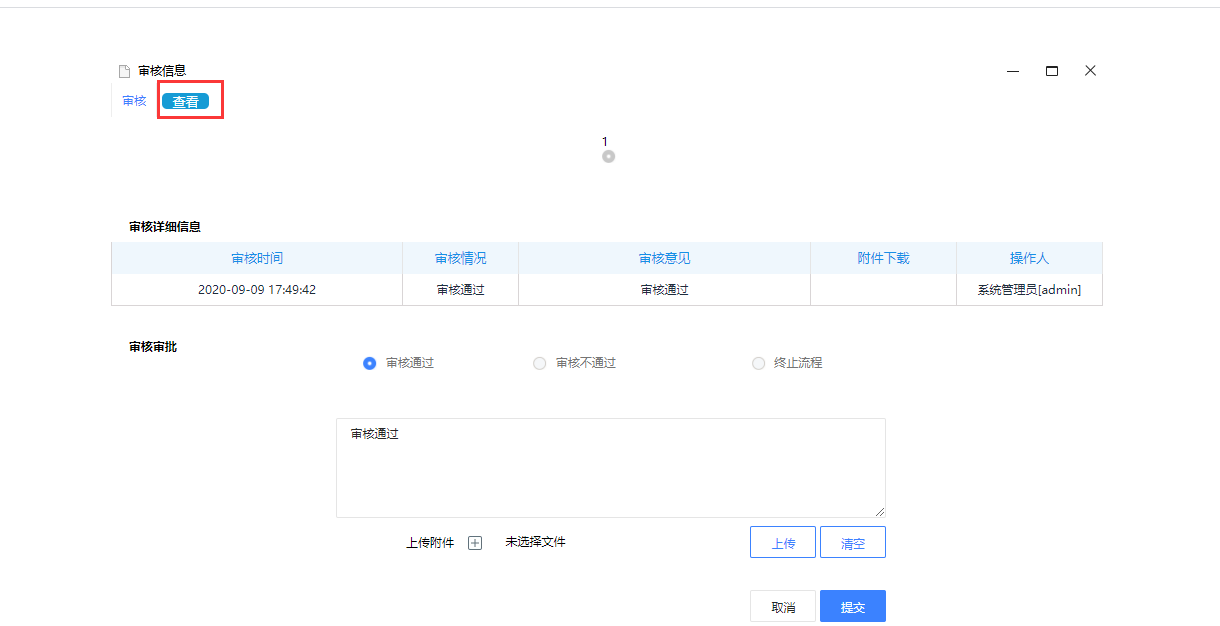 审核信息
审核 查看
1
审核详细信息
审核时间 审核情况 审核意见 附件下载 操作人
2020-09-09 17:49:42 审核通过 审核通过 系统管理员[admin]
审核审批
审核通过 审核不通过 终止流程
审核通过
上传附件 未选择文件 上传 清空
取消 提交